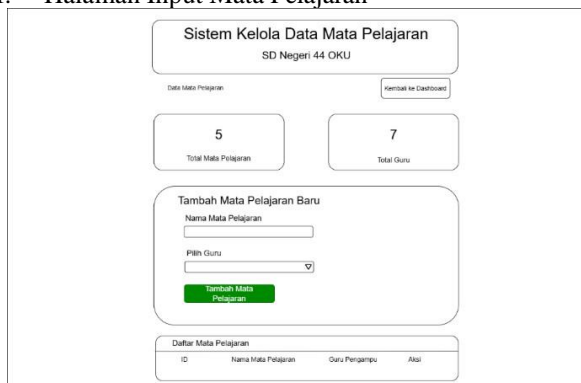 Halaman Input Mata Pelajaran
Sistem Kelola Data Mata Pelajaran
SD Negeri 44 OKU
Data Mata Pelajaran
Kembali ke Dashboard
5
Total Mata Pelajaran
7
Total Guru
Tambah Mata Pelajaran Baru
Nama Mata Pelajaran
Pilih Guru
Tambah Mata
Pelajaran
Daftar Mata Pelajaran
ID Nama Mata Pelajaran Guru Pengampu Aksi